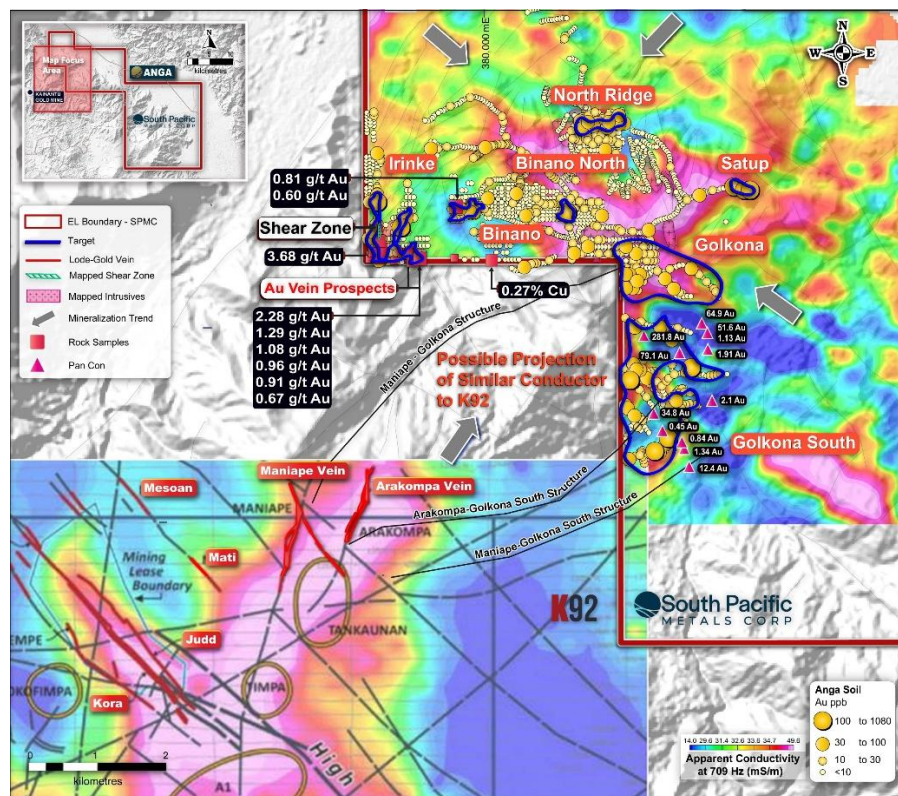 Map Focus
Area
KAINANTU
GOLD MINE
N
0 20
kilometres
ANGA
South Pacific
METALS CORP
EL Boundary - SPMC
Target
Lode-Gold Vein
Mapped Shear Zone
Mapped Intrusives
Mineralization Trend
Rock Samples
Pan Con
380,000 mE
N
W E
S
North Ridge
Irinke
Binano North
Satup
0.81 g/t Au
0.60 g/t Au
Shear Zone
Binano
Golkona
3.68 g/t Au
Au Vein Prospects
0.27% Cu
2.28 g/t Au
1.29 g/t Au
1.08 g/t Au
0.96 g/t Au
0.91 g/t Au
0.67 g/t Au
Maniape - Golkona Structure
Possible Projection
of Similar Conductor
to K92
64.9 Au
51.6 Au
1.13 Au
281.8 Au
79.1 Au
1.91 Au
2.1 Au
34.8 Au
0.45 Au
0.84 Au
1.34 Au
12.4 Au
Golkona South
Maniape Vein
Mesoan
Arakompa Vein
MANIAPE
Arakompa-Golkona South Structure
ARAKOMPA
Mati
Maniape-Golkona South Structure
Mining
Lease
Boundary
K92
South Pacific
METALS CORP
EMPE
Judd
TANKAUNAN
OKOFIMPA
TIMPA
Kora
High
A1
0 2
kilometres
14.0 29.6 31.4 32.6 33.6 34.7 49.6
Apparent Conductivity
at 709 Hz (mS/m)
Anga Soil
Au ppb
100 to 1080
30 to 100
10 to 30
<10